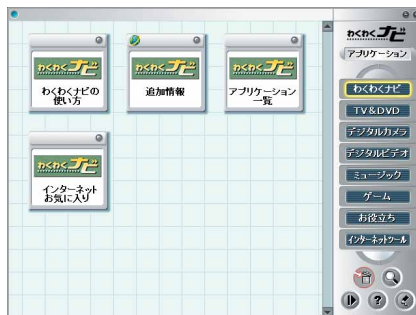 わくわくナビ
わくわくナビの
使い方
わくわくナビ
追加情報
わくわくナビ
アプリケーション
一覧
わくわくナビ
インターネット
お気に入り
わくわくナビ
アプリケーション
わくわくナビ
TV&DVD
デジタルカメラ
デジタルビデオ
ミュージック
ゲーム
お役立ち
インターネットツール
?